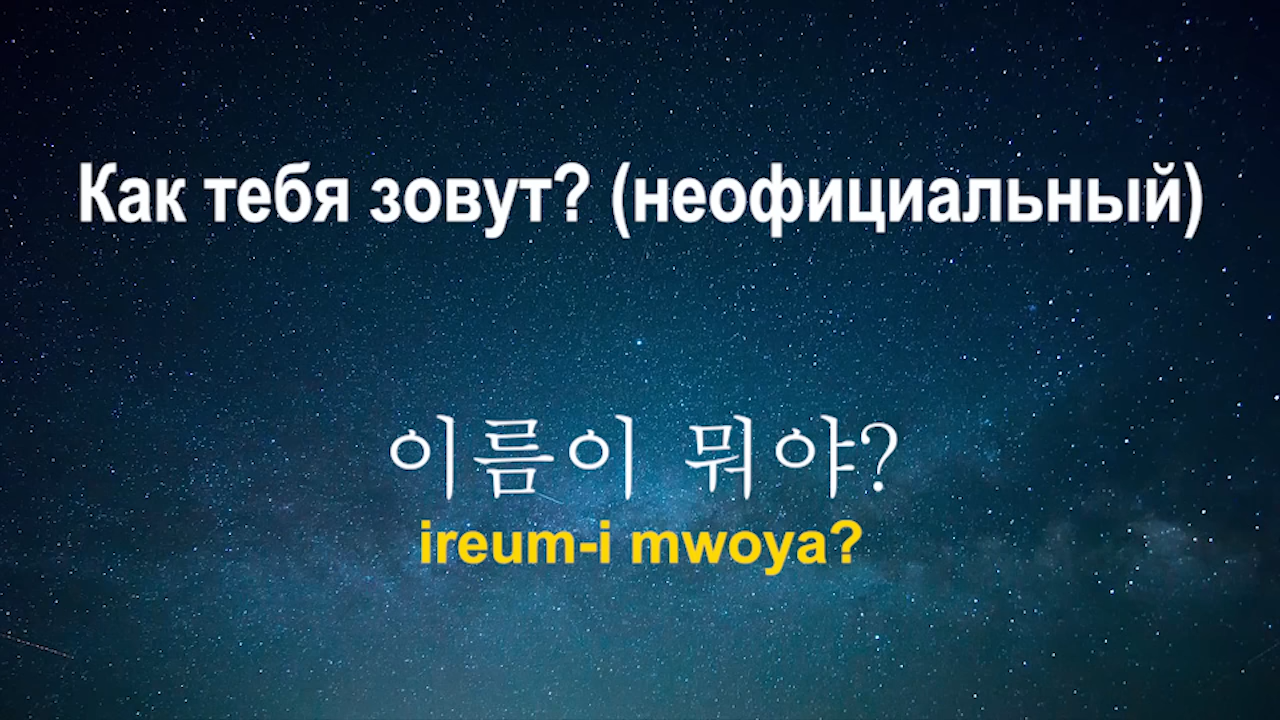 Как тебя зовут? (неофициальный)
이름이 뭐야?
ireum-i mwoya?